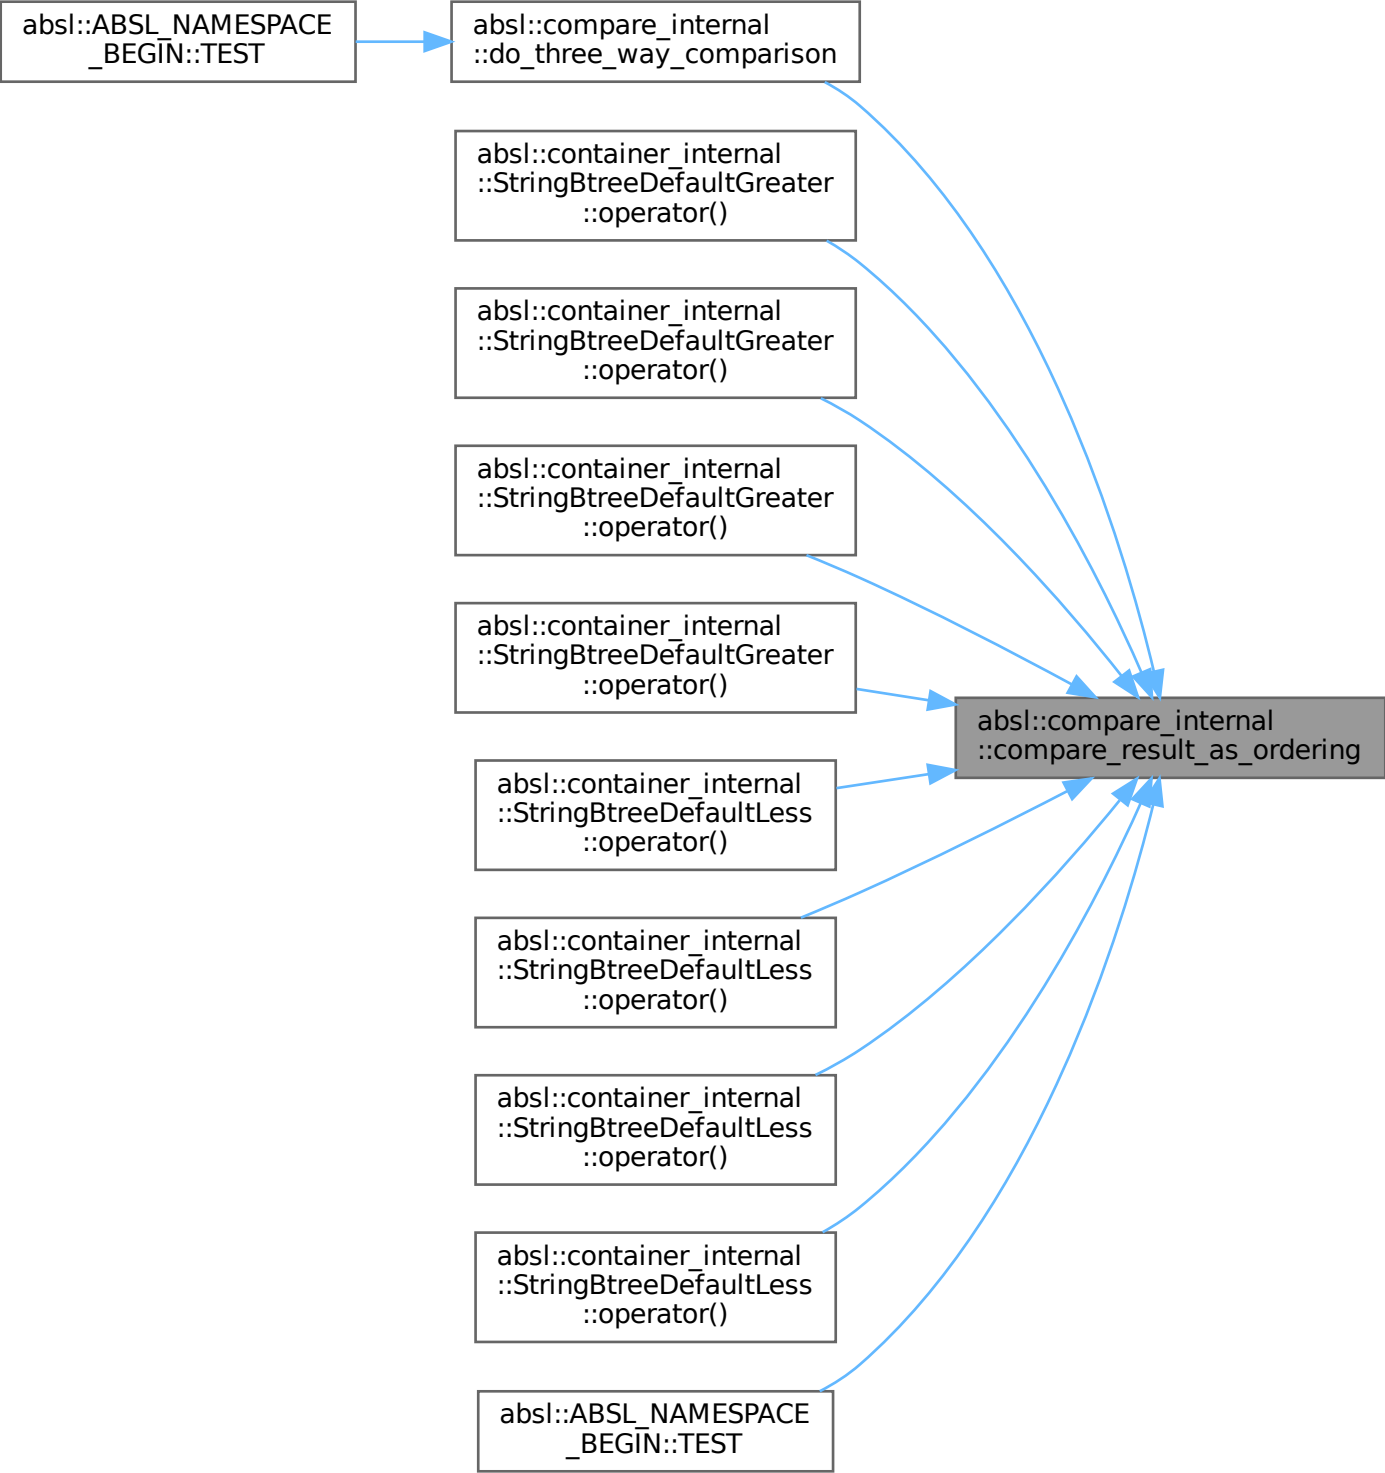 absl::ABSL_NAMESPACE
_BEGIN::TEST
absl::compare_internal
::do_three_way_comparison
absl::container_internal
::StringBtreeDefaultGreater
::operator()
absl::container_internal
::StringBtreeDefaultGreater
::operator()
absl::container_internal
::StringBtreeDefaultGreater
::operator()
absl::container_internal
::StringBtreeDefaultGreater
::operator()
absl::compare_internal
::compare_result_as_ordering
absl::container_internal
::StringBtreeDefaultLess
::operator()
absl::container_internal
::StringBtreeDefaultLess
::operator()
absl::container_internal
::StringBtreeDefaultLess
::operator()
absl::container_internal
::StringBtreeDefaultLess
::operator()
absl::ABSL_NAMESPACE
_BEGIN::TEST